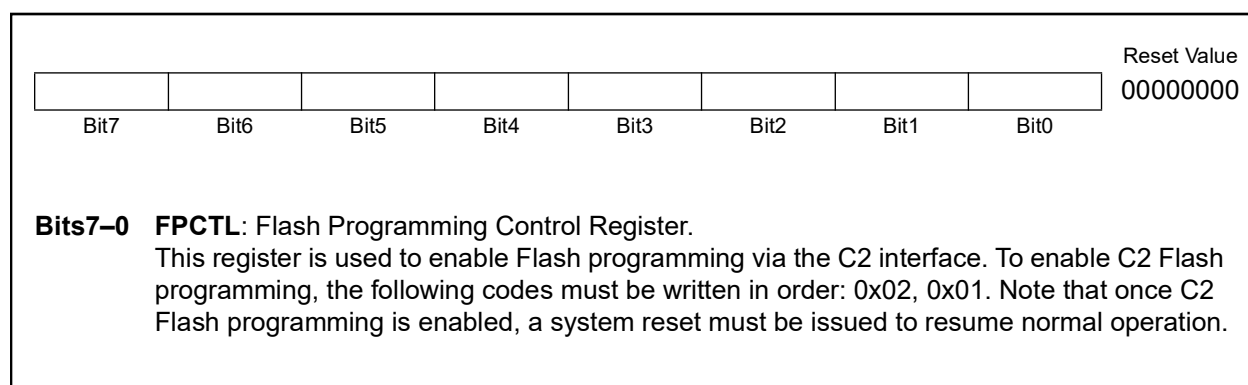 Reset Value
00000000
Bit7 Bit6 Bit5 Bit4 Bit3 Bit2 Bit1 Bit0
Bits7–0 FPCTL: Flash Programming Control Register.
This register is used to enable Flash programming via the C2 interface. To enable C2 Flash
programming, the following codes must be written in order: 0x02, 0x01. Note that once C2
Flash programming is enabled, a system reset must be issued to resume normal operation.